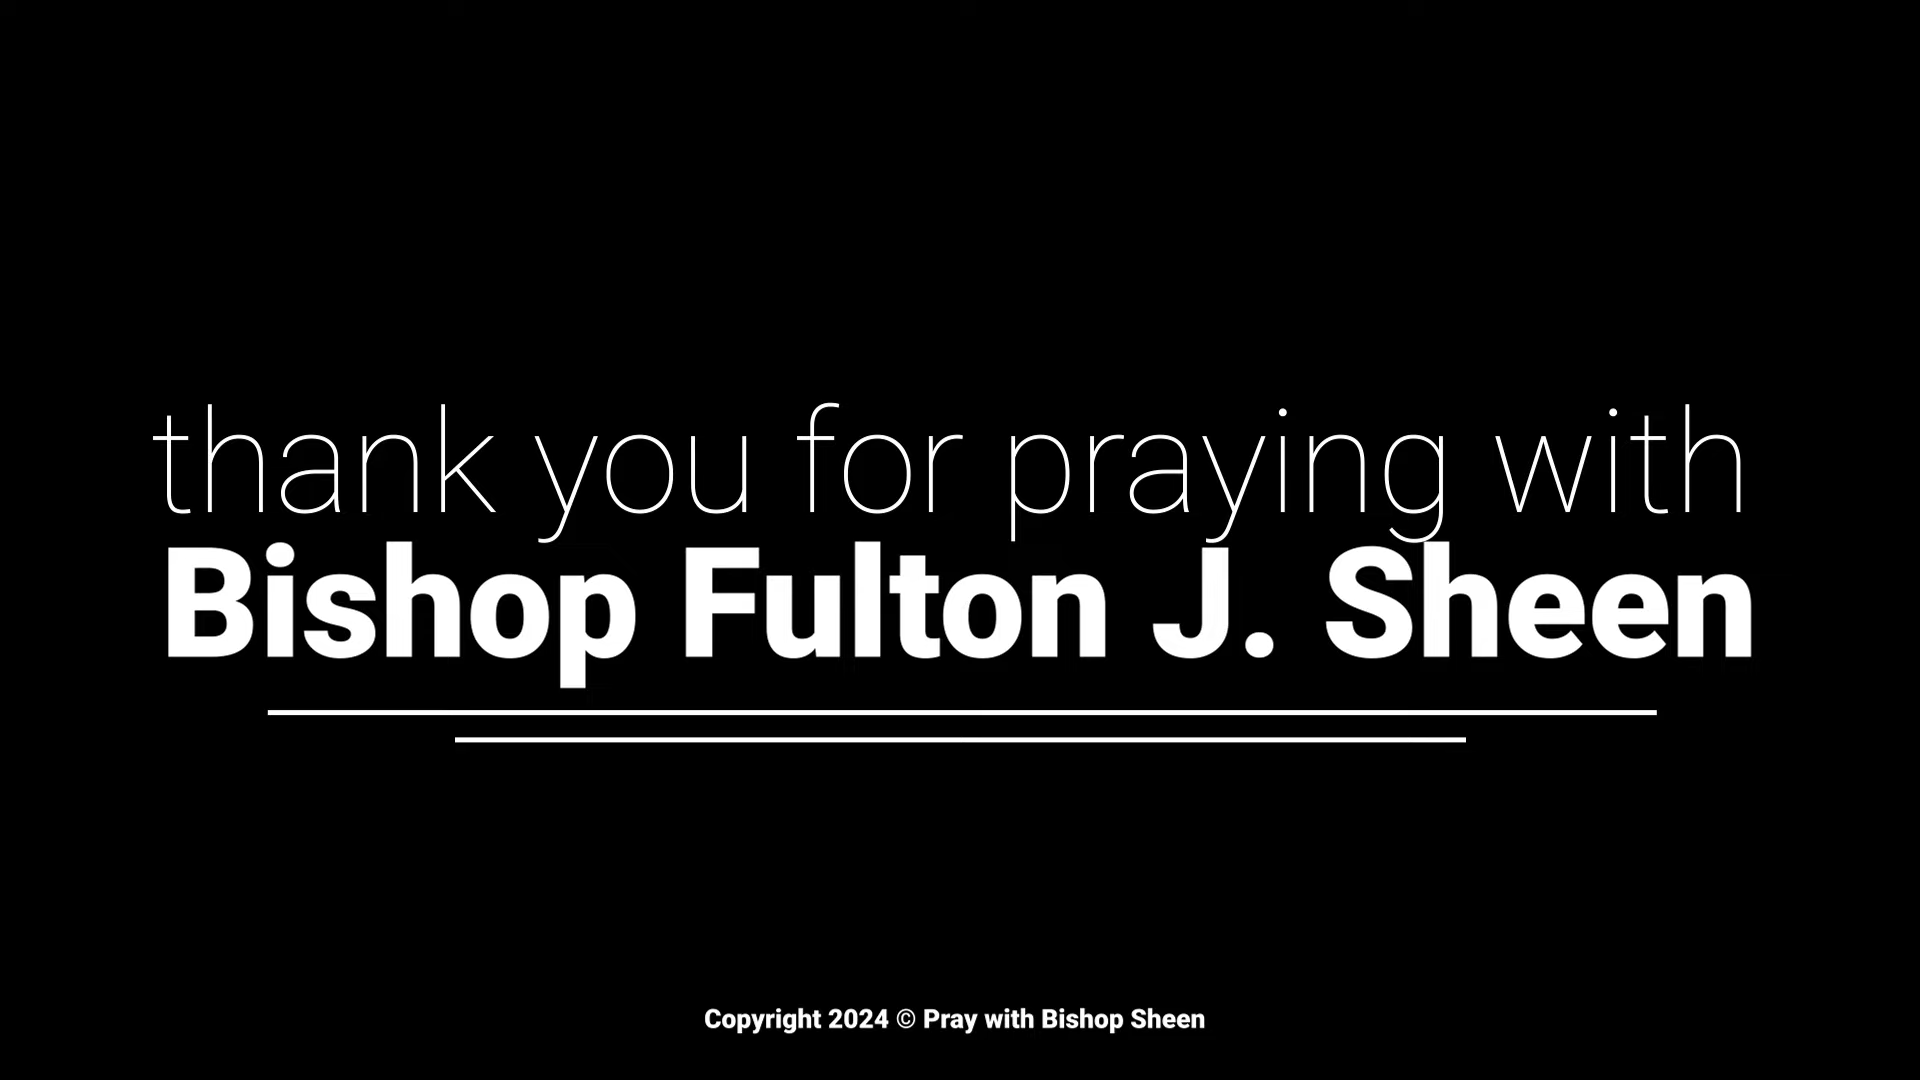 thank you for praying with
Bishop Fulton J. Sheen
Copyright 2024 © Pray with Bishop Sheen